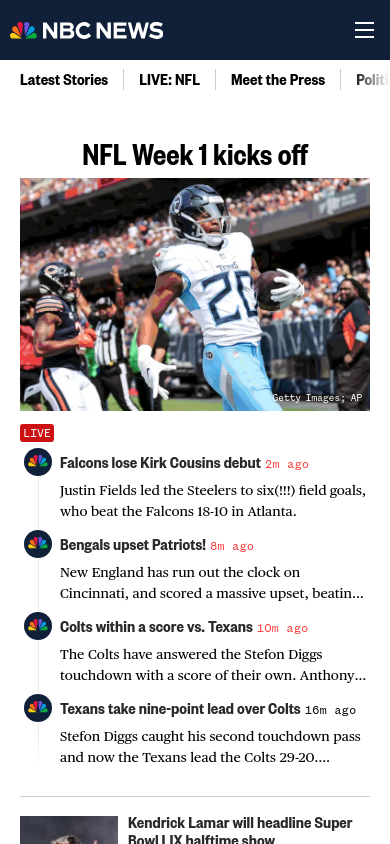 NBC NEWS
Latest Stories
LIVE: NFL
Meet the Press
Politi
NFL Week 1 kicks off
Titans
20
Getty Images; AP
LIVE
Falcons lose Kirk Cousins debut 2m ago
Justin Fields led the Steelers to six(!!!) field goals,
who beat the Falcons 18-10 in Atlanta.
Bengals upset Patriots! 8m ago
New England has run out the clock on
Cincinnati, and scored a massive upset, beatin...
Colts within a score vs. Texans 10m ago
The Colts have answered the Stefon Diggs
touchdown with a score of their own. Anthony...
Texans take nine-point lead over Colts 16m ago
Stefon Diggs caught his second touchdown pass
and now the Texans lead the Colts 29-20....
Kendrick Lamar will headline Super
Bowl LIX halftime show